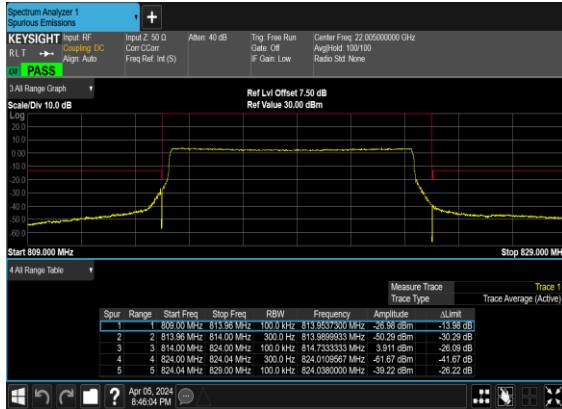 Spectrum Analyzer 1
Spurious Emissions
KEYSIGHT Input: RF Input Z: 50 Ω Atten: 40 dB Trig: Free Run Center Freq: 22.005000000 GHz
RLT Coupling: DC Corr CCorr Gate: Off Avg|Hold: 100/100
Align: Auto Freq Ref: Int (S) IF Gain: Low Radio Std: None
PASS
3 All Range Graph
Ref Lvl Offset 7.50 dB
Scale/Div 10.0 dB Ref Value 30.00 dBm
Log
20.0
10.0
0.00
-10.0
-20.0
-30.0
-40.0
-50.0
-60.0
Start 809.000 MHz Stop 829.000 MH
4 All Range Table
Measure Trace Trace 1
Trace Type Trace Average (Active)
Spur Range Start Freq Stop Freq RBW Frequency Amplitude ΔLimit
1 1 809.00 MHz 813.96 MHz 100.0 kHz 813.9537300 MHz -26.98 dBm -13.98 dB
2 2 813.96 MHz 814.00 MHz 300.0 Hz 813.9899933 MHz -50.29 dBm -30.29 dB
3 3 814.00 MHz 824.00 MHz 100.0 kHz 814.7333333 MHz 3.911 dBm -26.09 dB
4 4 824.00 MHz 824.04 MHz 300.0 Hz 824.0109567 MHz -61.67 dBm -41.67 dB
5 5 824.04 MHz 829.00 MHz 100.0 kHz 824.0380000 MHz -39.22 dBm -26.22 dB
Apr 05, 2024
8:46:04 PM